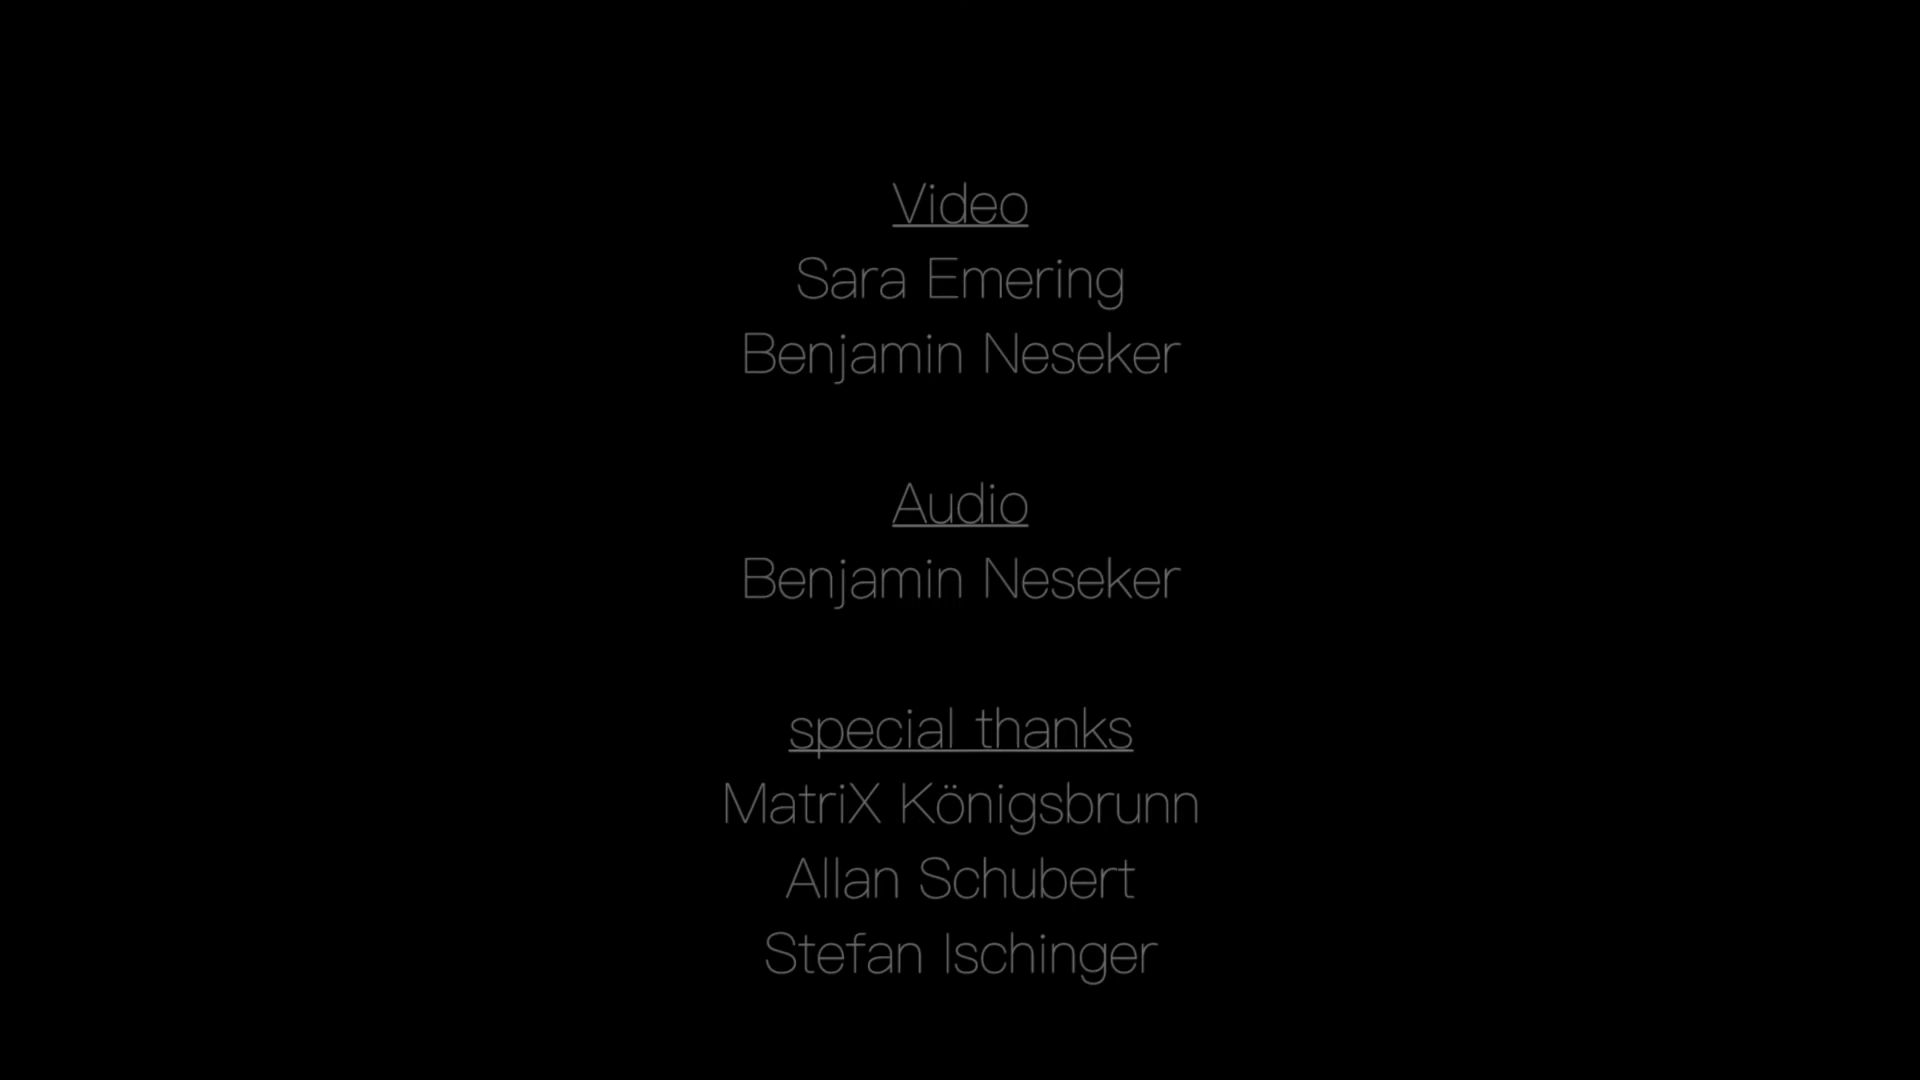 Video
Sara Emering
Benjamin Neseker
Audio
Benjamin Neseker
special thanks
MatriX Königsbrunn
Allan Schubert
Stefan Ischinger